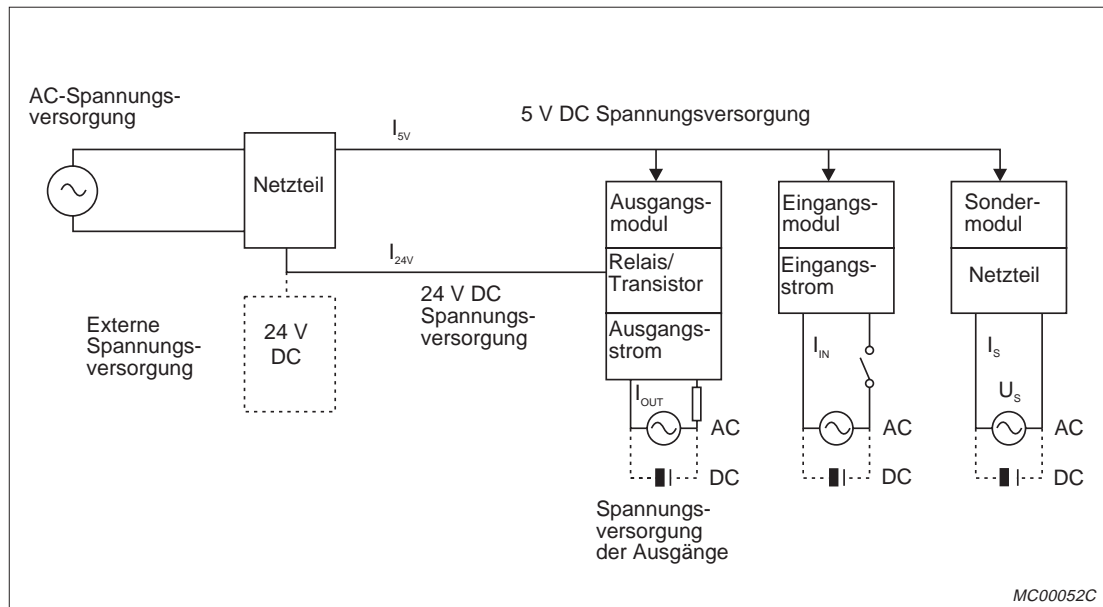 AC-Spannungs-
versorgung
I5V
5 V DC Spannungsversorgung
Netzteil
Ausgangs-
modul
Eingangs-
modul
Sonder-
modul
I24V
Relais/
Transistor
Eingangs-
strom
Netzteil
24 V DC
Spannungs-
versorgung
Externe
Spannungs-
versorgung
24 V
DC
Ausgangs-
strom
IOUT
AC
DC
IIN
AC
DC
IS
US
AC
DC
Spannungs-
versorgung
der Ausgänge
MC00052C